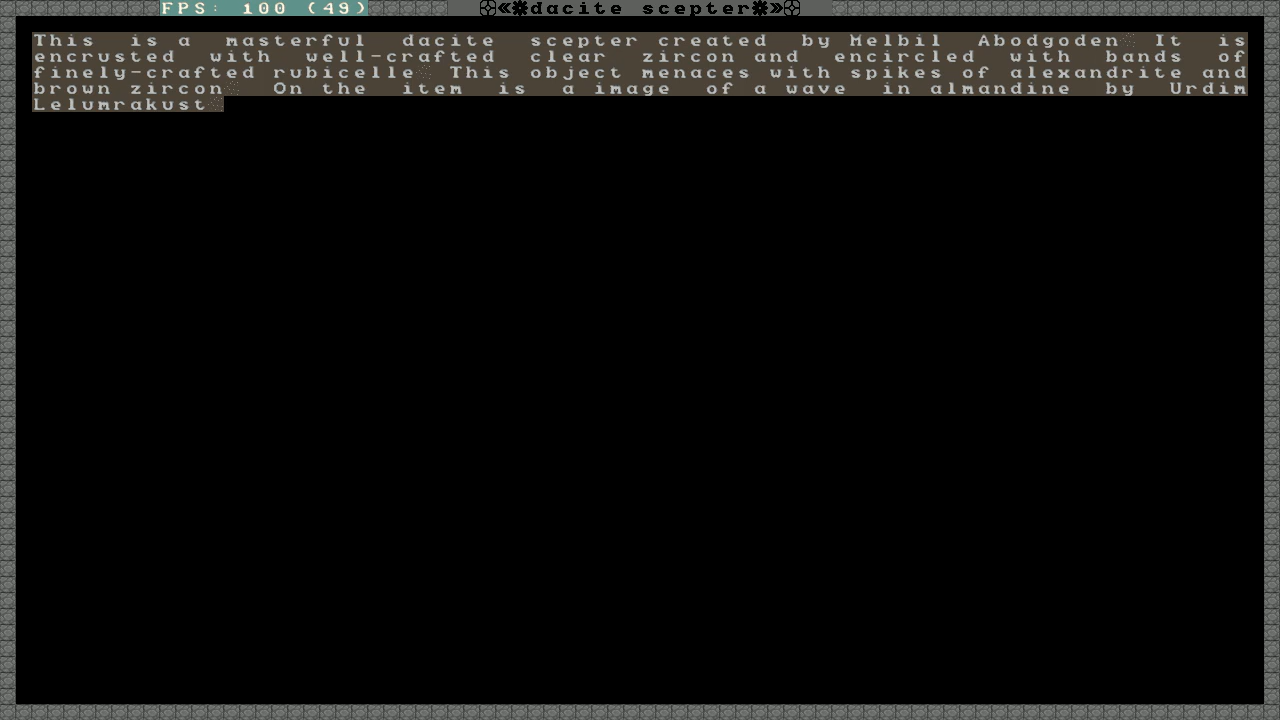 FPS: 100 (49) ☼«☼dacite scepter☼»☼
This is a masterful dacite scepter created by Melbil Abodgoden. It is
encrusted with well-crafted clear zircon and encircled with bands of
finely-crafted rubicelle. This object menaces with spikes of alexandrite and
brown zircon. On the item is a image of a wave in almandine by Urdim
Lelumrakust.